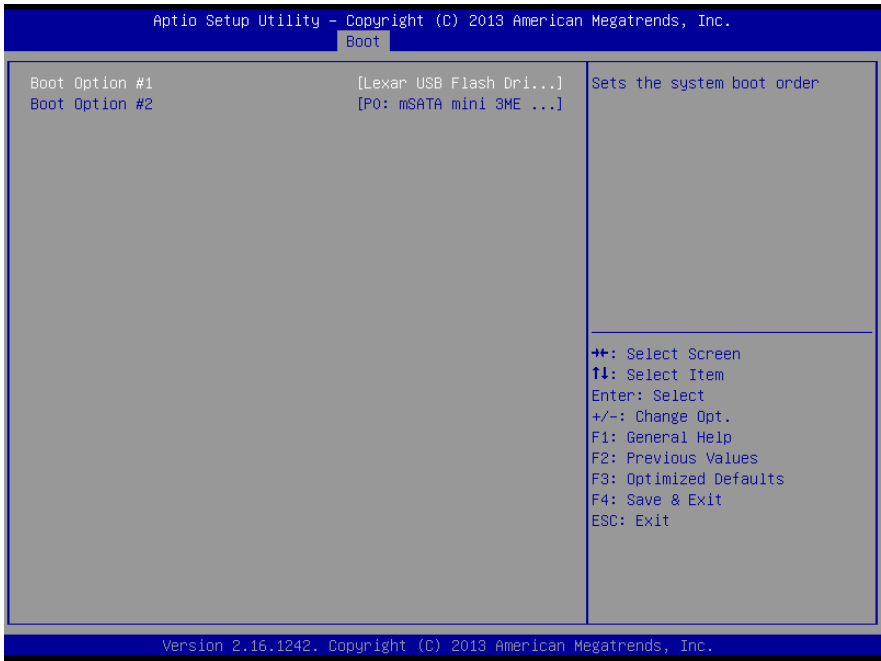 Aptio Setup Utility – Copyright (C) 2013 American Megatrends, Inc.
Boot
Boot Option #1 [Lexar USB Flash Dri...]
Boot Option #2 [P0: mSATA mini 3ME ...]
Sets the system boot order
→←: Select Screen
↑↓: Select Item
Enter: Select
+/-: Change Opt.
F1: General Help
F2: Previous Values
F3: Optimized Defaults
F4: Save & Exit
ESC: Exit
Version 2.16.1242. Copyright (C) 2013 American Megatrends, Inc.